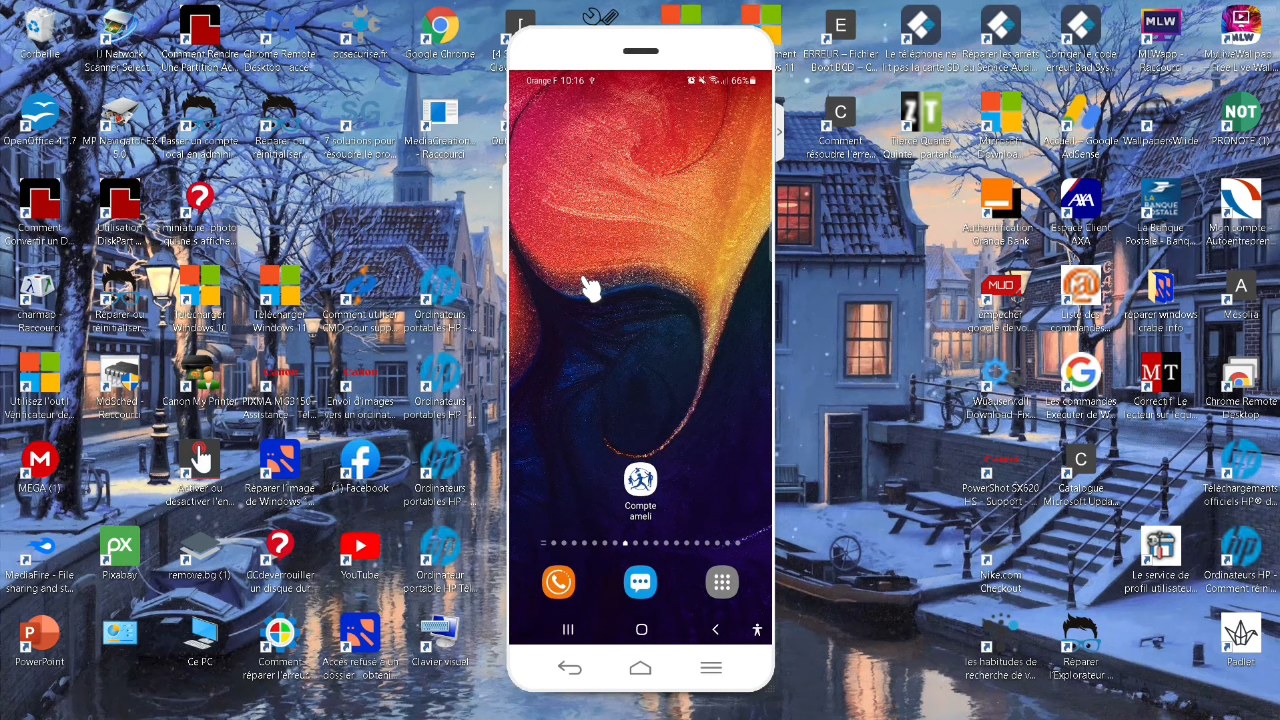 Corbeille
U Network
Scanner Select...
Comment Rendre
Une Partition Ac...
Chrome Remote
Desktop - accé...
pcsecurise.fr
Google Chrome
ERREUR — Fichier
Boot BCD – C...
Le téléphone ne
lit pas la carte SD
Réparer les arrêts
du Service Audi...
Corriger le code
erreur Bad Sys...
MLWapp -
Raccourci
MyLiveWallpap...
Free Live Wall...
OpenOffice 4.1.7
MP Navigator EX
5.0
Passer un compte
local en admini...
Réparer ou
réinitialiser...
7 solutions pour
résoudre le pro...
MediaCreation...
- Raccourci
Comment
résoudre l'erre...
Tiercé Quarté
Quinté - partant...
Microsoft
Downloa...
Accueil – Google
AdSense
WallpapersWide
PRONOTE (1)
Comment
Convertir un D...
Utilisation
DiskPart ...
miniature photo
qui ne s'affiche...
Authentification
Orange Bank
Espace Client
AXA
La Banque
Postale - Banq...
Mon compte -
Autoentrepren...
charmap -
Raccourci
Réparer ou
réinitialiser...
Télécharger
Windows 10
Télécharger
Windows 11
Comment utiliser
CMD pour supp...
Ordinateurs
portables HP - ...
empêcher
google de vo...
Liste des
commandes...
réparer windows
crabe info
Mésolia
Utilisez l'outil
Vérificateur de...
MdSched -
Raccourci
Canon My Printer
PIXMA MG3150 -
Assistance - Tél...
Envoi d'images
vers un ordinat...
Ordinateurs
portables HP - ...
Wuauserv.dll
Download -Fix...
Les commandes
Exécuter de W...
Correctif Le
lecteur sur lequ...
Chrome Remote
Desktop
MEGA (1)
Activer ou
désactiver l'en...
Réparer l'image
de Windows ...
(1) Facebook
Ordinateurs
portables HP - ...
PowerShot SX620
HS - Support -
Catalogue
Microsoft Upda...
Téléchargements
officiels HP® d...
MediaFire - File
sharing and st...
Pixabay
remove.bg (1)
CCdeverrouiller
un disque dur...
YouTube
Ordinateur
portable HP Tél...
Nike.com
Checkout
Le service de
profil utilisateu...
Ordinateurs HP -
Comment réin...
PowerPoint
Ce PC
Comment
réparer l'erreu...
Accès refusé à un
dossier : obteni...
Clavier visuel
les habitudes de
recherche de v...
Réparer
l'Explorateur ...
Padlet
Orange F 10:16
66%
Compte
ameli